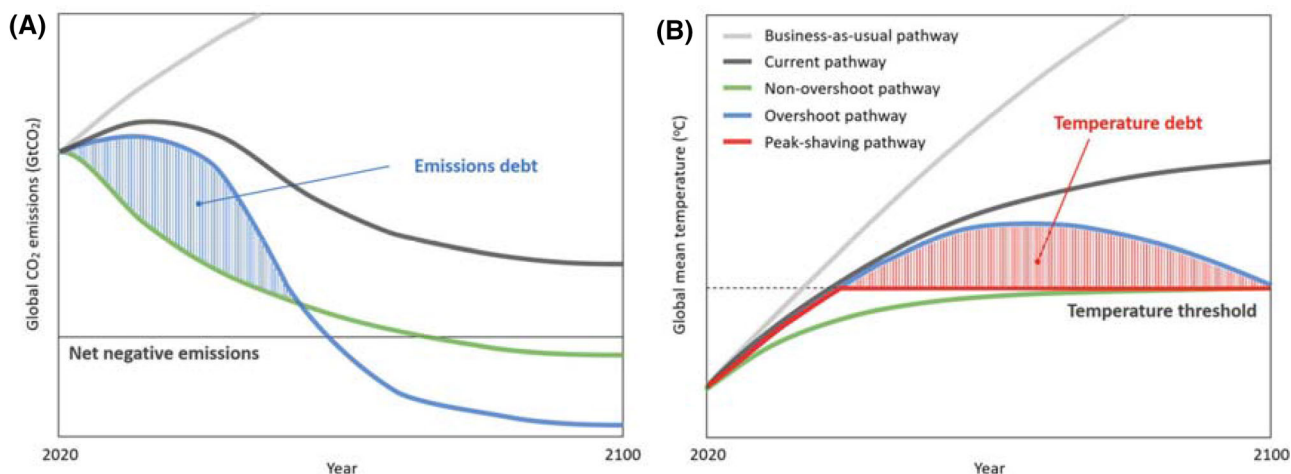 (A)
Global CO₂ emissions (GtCO₂)
Emissions debt
Net negative emissions
2020
Year
2100
(B)
Global mean temperature (°C)
Business-as-usual pathway
Current pathway
Non-overshoot pathway
Overshoot pathway
Peak-shaving pathway
Temperature debt
Temperature threshold
2020
Year
2100